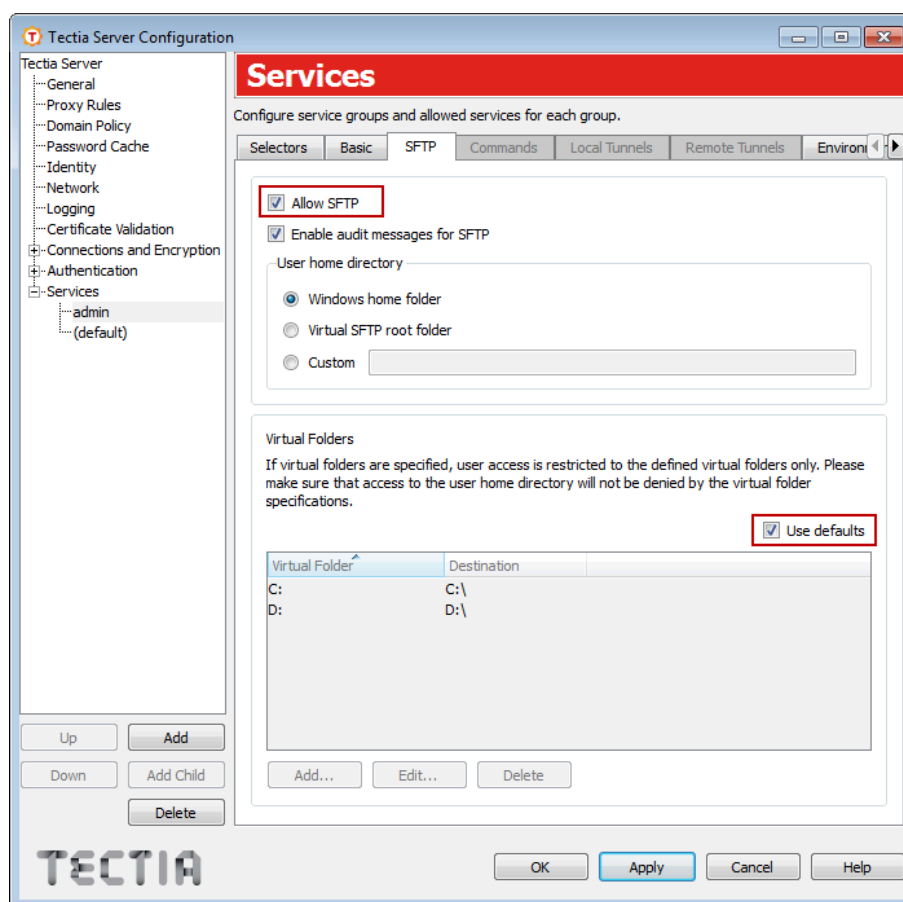 Tectia Server Configuration
Tectia Server
General
Proxy Rules
Domain Policy
Password Cache
Identity
Network
Logging
Certificate Validation
Connections and Encryption
Authentication
Services
admin
(default)
Up
Add
Down
Add Child
Delete
Services
Configure service groups and allowed services for each group.
Selectors
Basic
SFTP
Commands
Local Tunnels
Remote Tunnels
Allow SFTP
Enable audit messages for SFTP
User home directory
Windows home folder
Virtual SFTP root folder
Custom
Virtual Folders
If virtual folders are specified, user access is restricted to the defined virtual folders only. Please
make sure that access to the user home directory will not be denied by the virtual folder
specifications.
Use defaults
Virtual Folder Destination
C: C:\
D: D:\
Add...
Edit...
Delete
TECTIA
OK
Apply
Cancel
Help